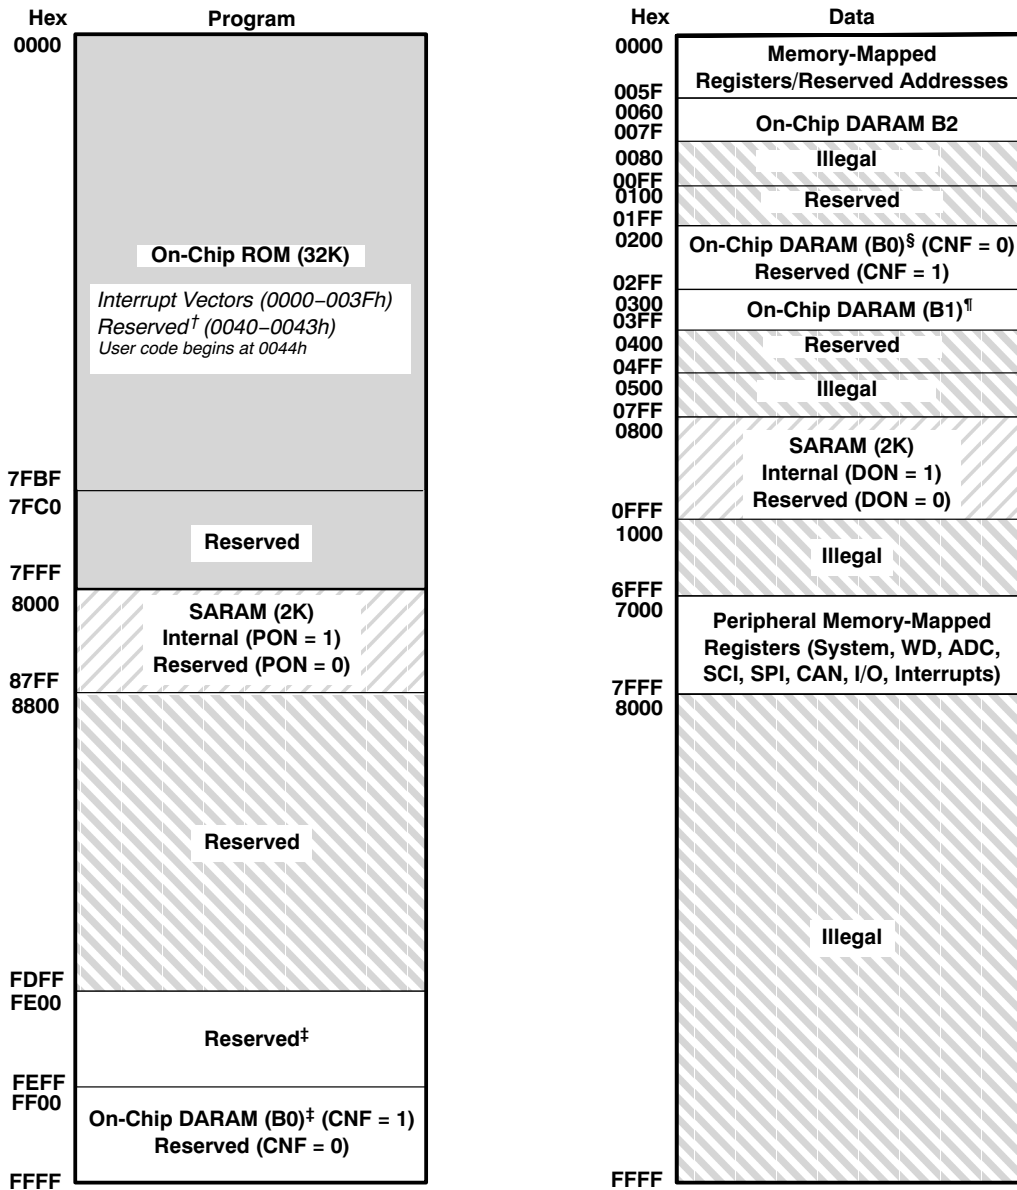 Hex Program
0000
On-Chip ROM (32K)
Interrupt Vectors (0000–003Fh)
Reserved† (0040–0043h)
User code begins at 0044h
7FBF
7FC0
Reserved
7FFF
8000
SARAM (2K)
Internal (PON = 1)
Reserved (PON = 0)
87FF
8800
Reserved
FDFF
FE00
Reserved‡
FEFF
FF00
On-Chip DARAM (B0)‡ (CNF = 1)
Reserved (CNF = 0)
FFFF
Hex Data
0000
Memory-Mapped
Registers/Reserved Addresses
005F
0060
On-Chip DARAM B2
007F
0080
Illegal
00FF
0100
Reserved
01FF
0200
On-Chip DARAM (B0)§ (CNF = 0)
Reserved (CNF = 1)
02FF
0300
On-Chip DARAM (B1)¶
03FF
0400
Reserved
04FF
0500
Illegal
07FF
0800
SARAM (2K)
Internal (DON = 1)
Reserved (DON = 0)
0FFF
1000
Illegal
6FFF
7000
Peripheral Memory-Mapped
Registers (System, WD, ADC,
SCI, SPI, CAN, I/O, Interrupts)
7FFF
8000
Illegal
FFFF